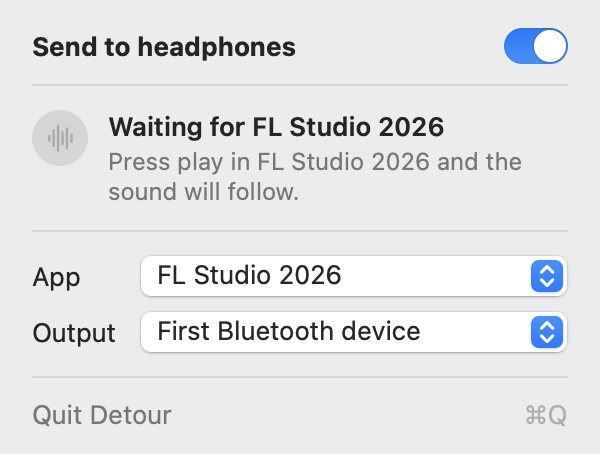 Send to headphones
Waiting for FL Studio 2026
Press play in FL Studio 2026 and the
sound will follow.
App FL Studio 2026
Output First Bluetooth device
Quit Detour ⌘Q